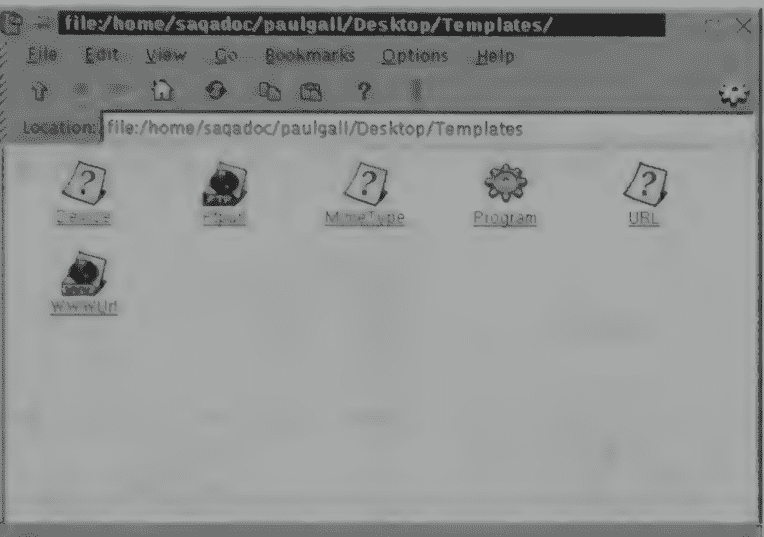 file:/home/saqadoc/paulgall/Desktop/Templates/
File Edit View Go Bookmarks Options Help
?
Location: file:/home/saqadoc/paulgall/Desktop/Templates
? ? ?
Device Ftpurl MimeType Program URL
WwwUrl